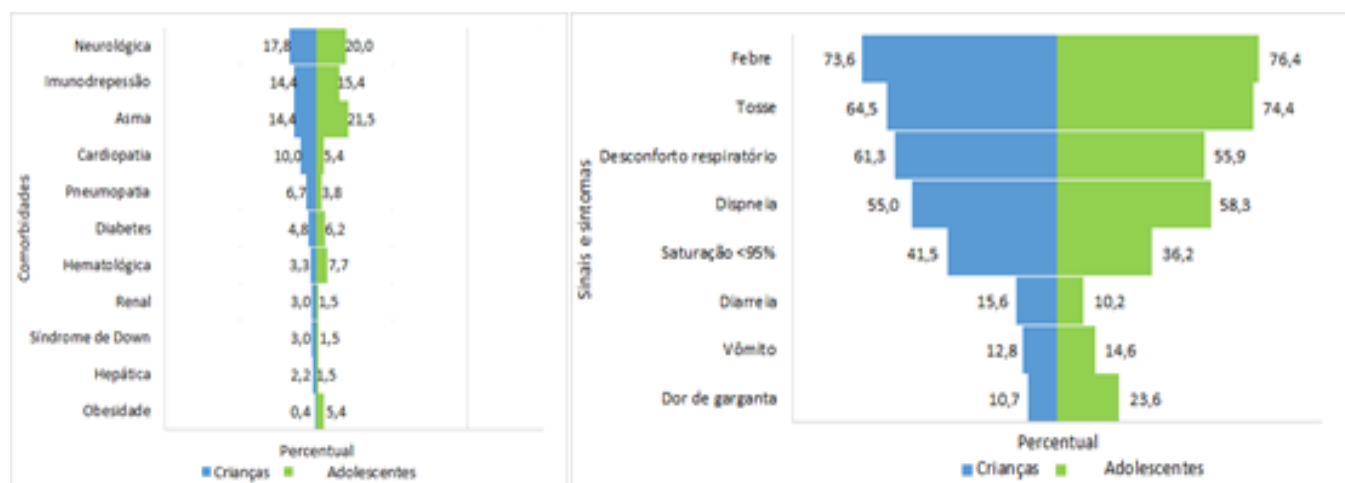 Comorbidades
Neurológica 17,8 20,0
Imunodrepessão 14,4 15,4
Asma 14,4 21,5
Cardiopatia 10,0 5,4
Pneumopatia 6,7 3,8
Diabetes 4,8 6,2
Hematológica 3,3 7,7
Renal 3,0 1,5
Síndrome de Down 3,0 1,5
Hepática 2,2 1,5
Obesidade 0,4 5,4
Percentual
Crianças Adolescentes
Sinais e sintomas
Febre 73,6 76,4
Tosse 64,5 74,4
Desconforto respiratório 61,3 55,9
Dispneia 55,0 58,3
Saturação <95% 41,5 36,2
Diarreia 15,6 10,2
Vômito 12,8 14,6
Dor de garganta 10,7 23,6
Percentual
Crianças Adolescentes